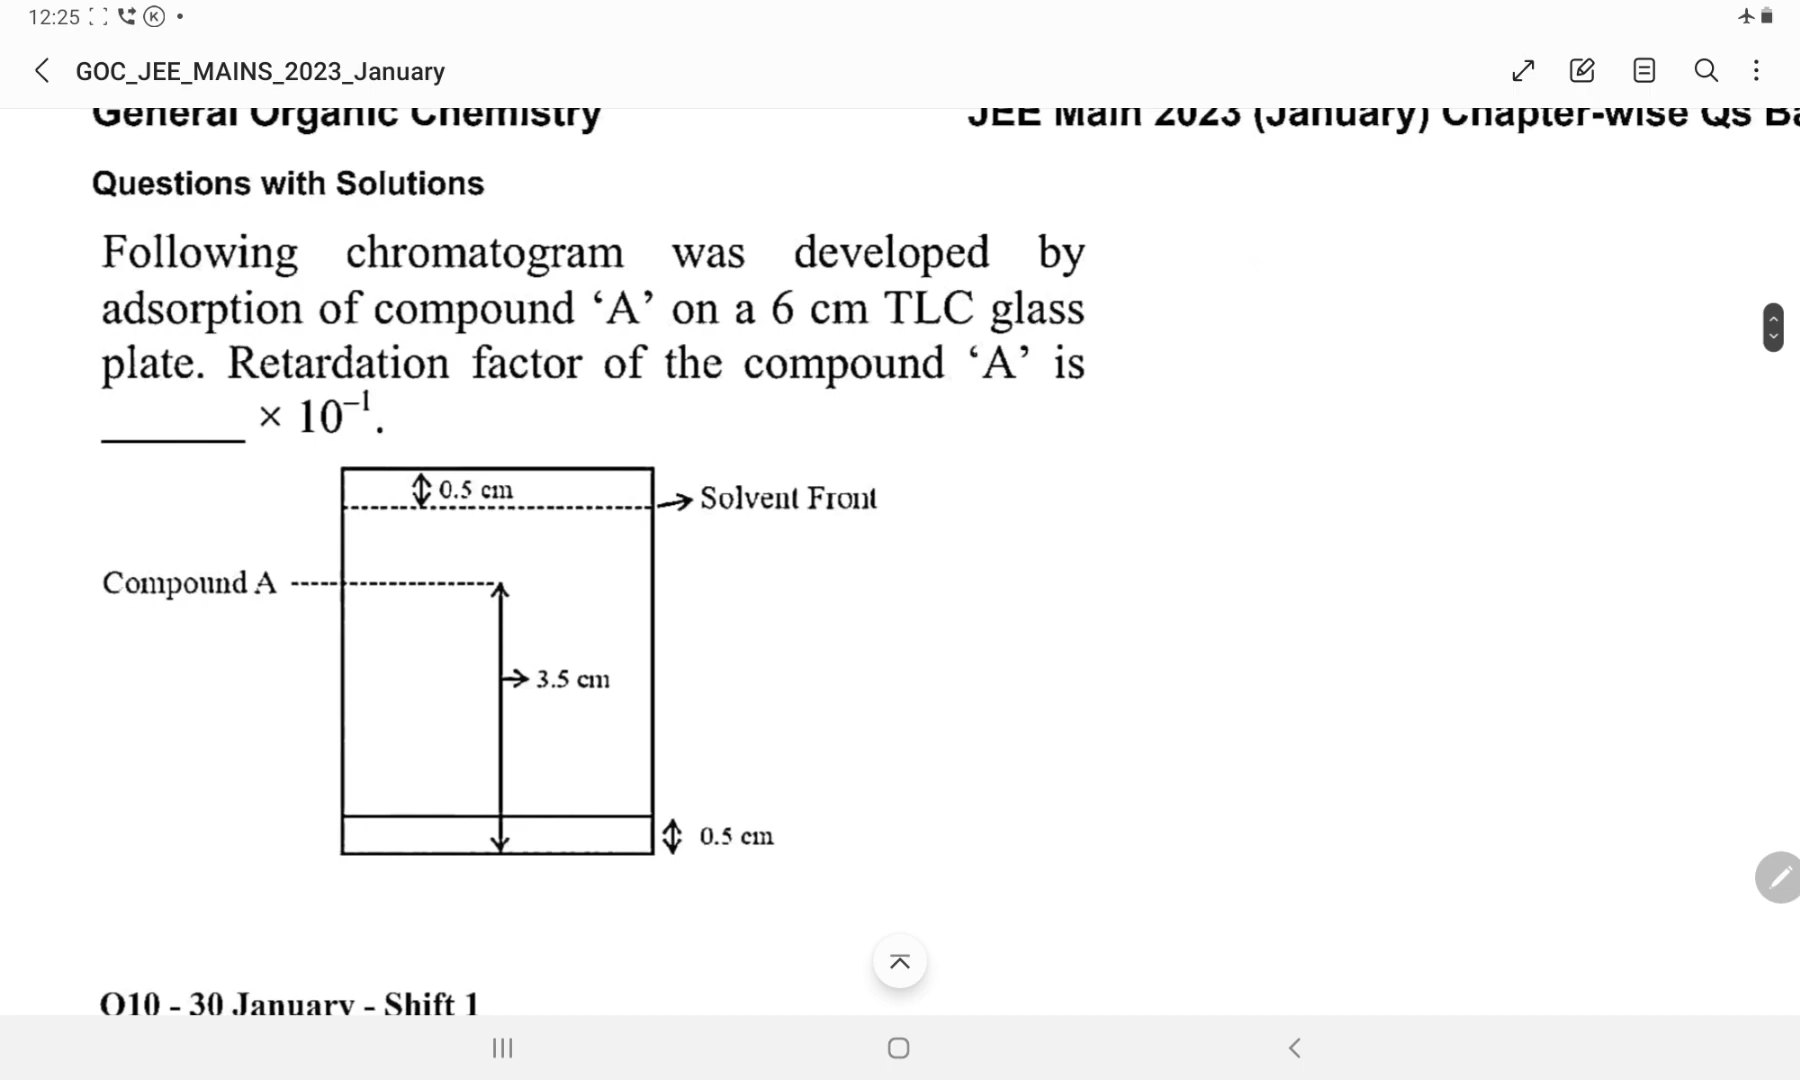 12:25
GOC_JEE_MAINS_2023_January
General Organic Chemistry
JEE Main 2023 (January) Chapter-wise Qs Ba
Questions with Solutions
Following chromatogram was developed by
adsorption of compound ‘A’ on a 6 cm TLC glass
plate. Retardation factor of the compound ‘A’ is
______ × 10⁻¹.
0.5 cm
Solvent Front
Compound A
3.5 cm
0.5 cm
Q10 - 30 January - Shift 1